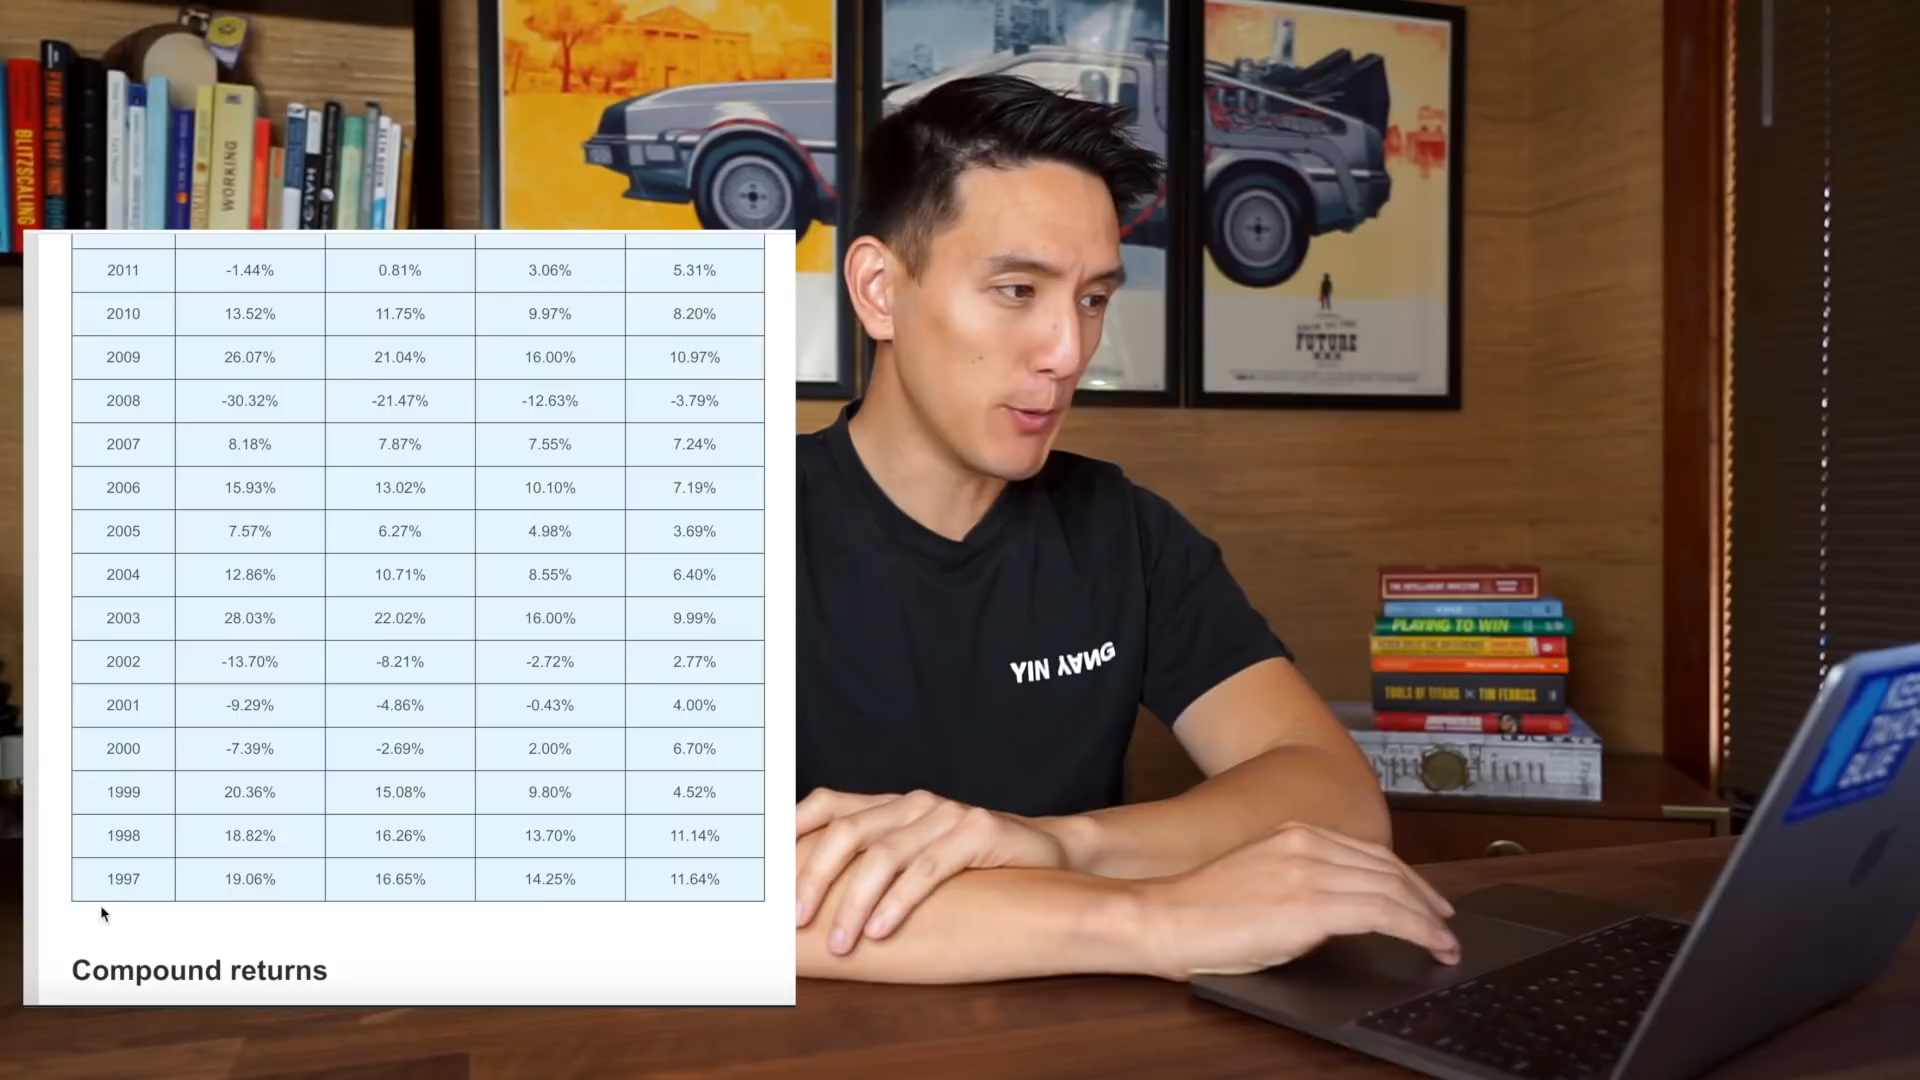 BLITZSCALING
WORKING
2011 -1.44% 0.81% 3.06% 5.31%
2010 13.52% 11.75% 9.97% 8.20%
2009 26.07% 21.04% 16.00% 10.97%
2008 -30.32% -21.47% -12.63% -3.79%
2007 8.18% 7.87% 7.55% 7.24%
2006 15.93% 13.02% 10.10% 7.19%
2005 7.57% 6.27% 4.98% 3.69%
2004 12.86% 10.71% 8.55% 6.40%
2003 28.03% 22.02% 16.00% 9.99%
2002 -13.70% -8.21% -2.72% 2.77%
2001 -9.29% -4.86% -0.43% 4.00%
2000 -7.39% -2.69% 2.00% 6.70%
1999 20.36% 15.08% 9.80% 4.52%
1998 18.82% 16.26% 13.70% 11.14%
1997 19.06% 16.65% 14.25% 11.64%
Compound returns
FUTURE
YIN YANG
THE INTELLIGENT INVESTOR
PLAYING TO WIN
TOOLS OF TITANS TIM FERRISS